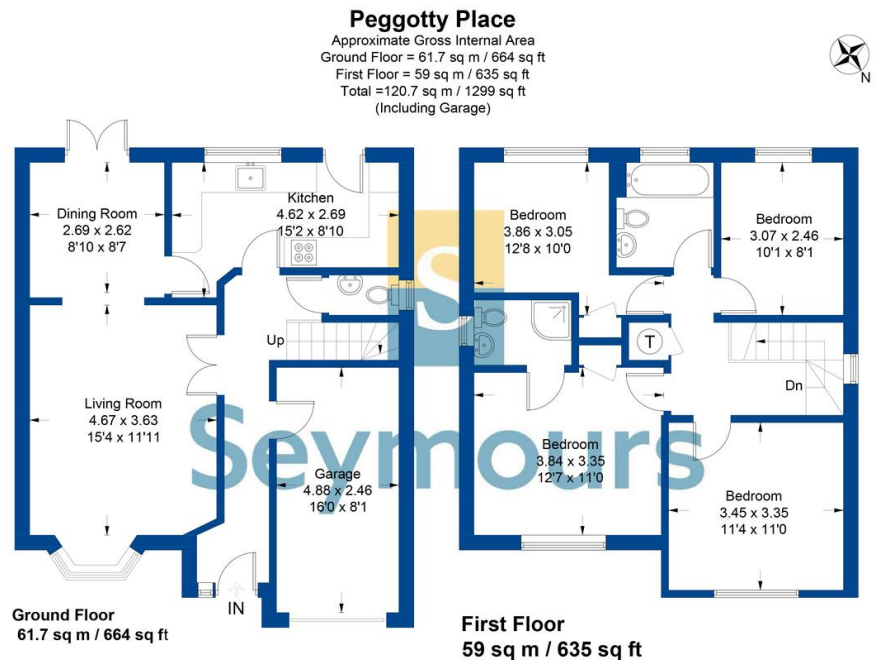 Peggotty Place
Approximate Gross Internal Area
Ground Floor = 61.7 sq m / 664 sq ft
First Floor = 59 sq m / 635 sq ft
Total =120.7 sq m / 1299 sq ft
(Including Garage)
N
Dining Room
2.69 x 2.62
8'10 x 8'7
Kitchen
4.62 x 2.69
15'2 x 8'10
Up
Living Room
4.67 x 3.63
15'4 x 11'11
Garage
4.88 x 2.46
16'0 x 8'1
IN
Ground Floor
61.7 sq m / 664 sq ft
Bedroom
3.86 x 3.05
12'8 x 10'0
Bedroom
3.07 x 2.46
10'1 x 8'1
T
Dn
Bedroom
3.84 x 3.35
12'7 x 11'0
Bedroom
3.45 x 3.35
11'4 x 11'0
First Floor
59 sq m / 635 sq ft
S
Seymours